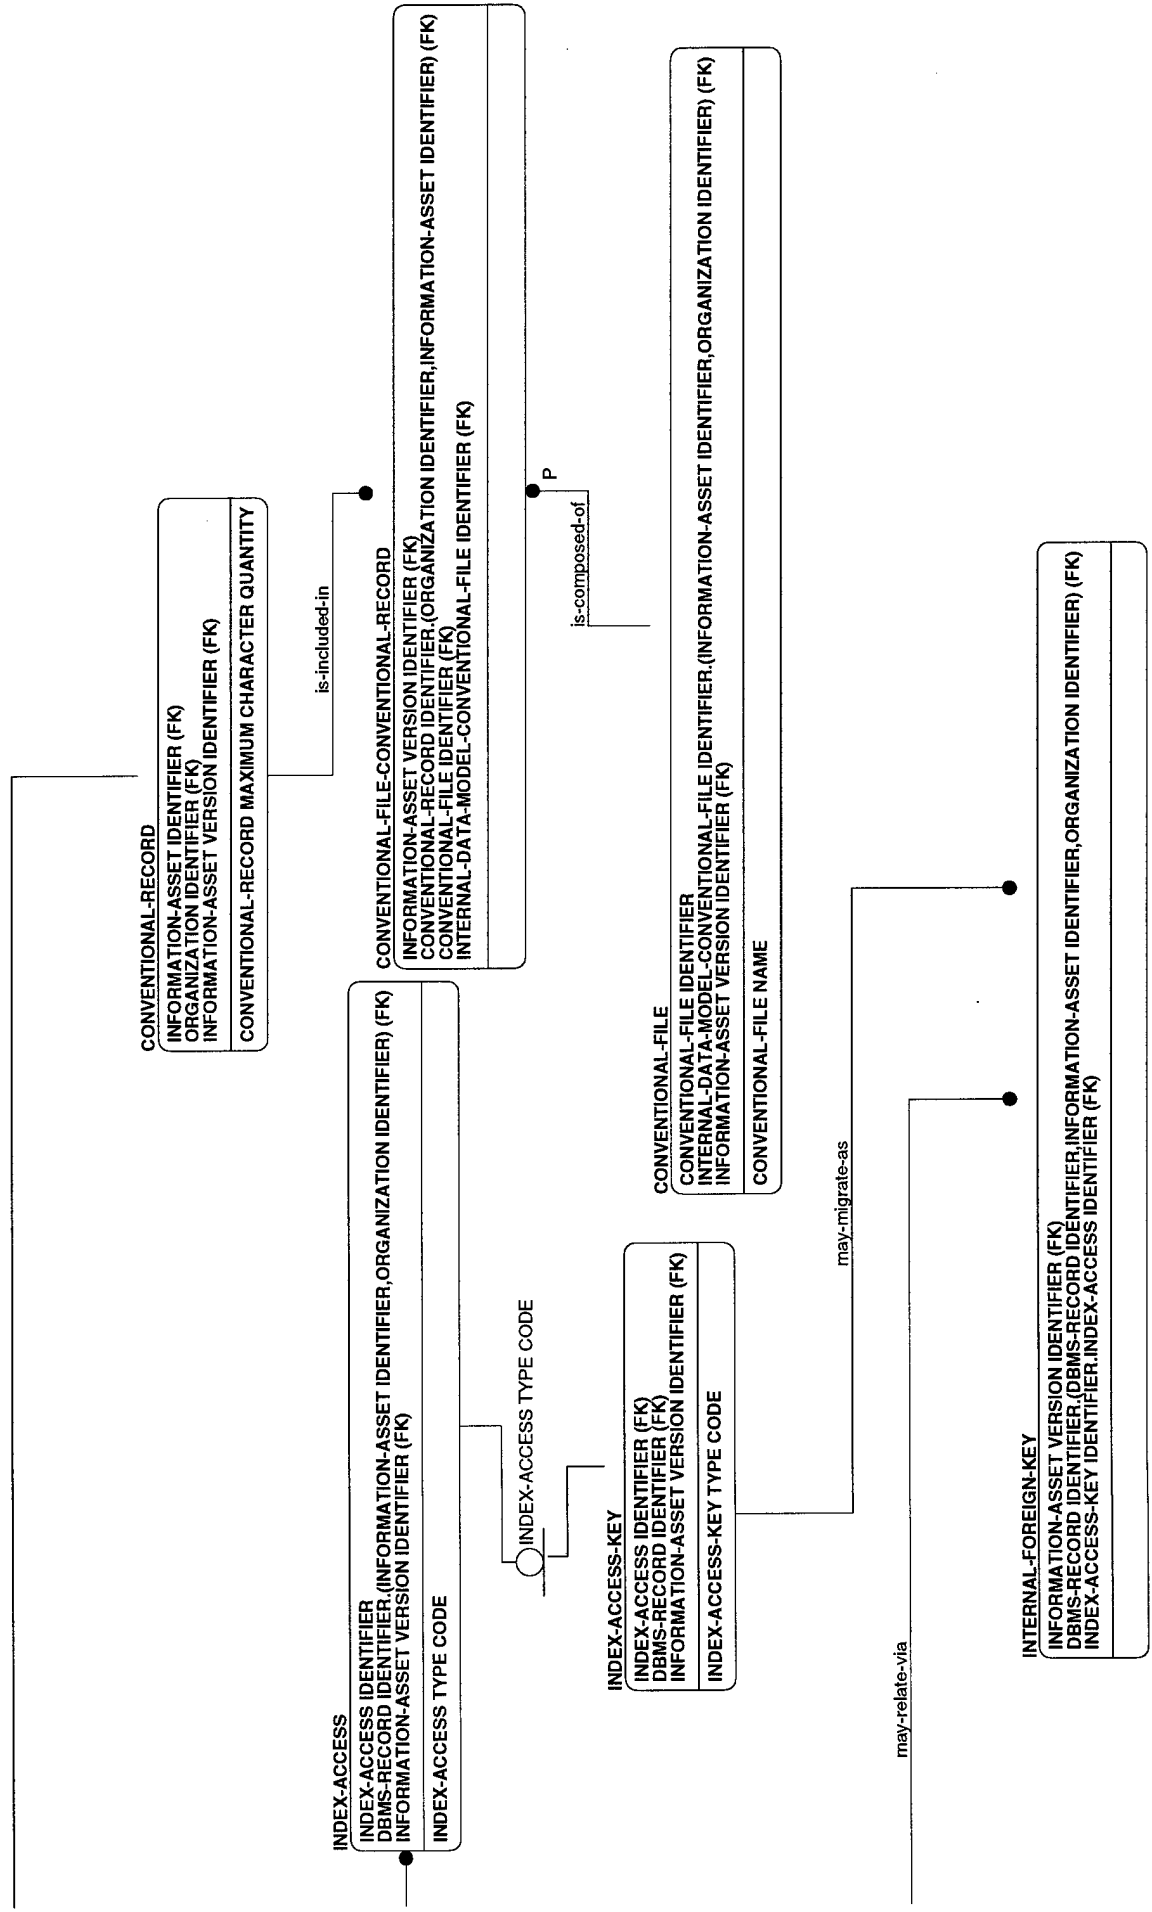 CONVENTIONAL-RECORD
INFORMATION-ASSET IDENTIFIER (FK)
ORGANIZATION IDENTIFIER (FK)
INFORMATION-ASSET VERSION IDENTIFIER (FK)
CONVENTIONAL-RECORD MAXIMUM CHARACTER QUANTITY
is-included-in
INDEX-ACCESS
INDEX-ACCESS IDENTIFIER
DBMS-RECORD IDENTIFIER.(INFORMATION-ASSET IDENTIFIER,ORGANIZATION IDENTIFIER) (FK)
INFORMATION-ASSET VERSION IDENTIFIER (FK)
INDEX-ACCESS TYPE CODE
CONVENTIONAL-FILE-CONVENTIONAL-RECORD
INFORMATION-ASSET VERSION IDENTIFIER (FK)
CONVENTIONAL-RECORD IDENTIFIER.(ORGANIZATION IDENTIFIER,INFORMATION-ASSET IDENTIFIER) (FK)
CONVENTIONAL-FILE IDENTIFIER (FK)
INTERNAL-DATA-MODEL-CONVENTIONAL-FILE IDENTIFIER (FK)
INDEX-ACCESS TYPE CODE
P
is-composed-of
INDEX-ACCESS-KEY
INDEX-ACCESS IDENTIFIER (FK)
DBMS-RECORD IDENTIFIER (FK)
INFORMATION-ASSET VERSION IDENTIFIER (FK)
INDEX-ACCESS-KEY TYPE CODE
CONVENTIONAL-FILE
CONVENTIONAL-FILE IDENTIFIER
INTERNAL-DATA-MODEL-CONVENTIONAL-FILE IDENTIFIER.(INFORMATION-ASSET IDENTIFIER,ORGANIZATION IDENTIFIER) (FK)
INFORMATION-ASSET VERSION IDENTIFIER (FK)
CONVENTIONAL-FILE NAME
may-migrate-as
may-relate-via
INTERNAL-FOREIGN-KEY
INFORMATION-ASSET VERSION IDENTIFIER (FK)
DBMS-RECORD IDENTIFIER.(DBMS-RECORD IDENTIFIER,INFORMATION-ASSET IDENTIFIER,ORGANIZATION IDENTIFIER) (FK)
INDEX-ACCESS-KEY IDENTIFIER.INDEX-ACCESS IDENTIFIER (FK)